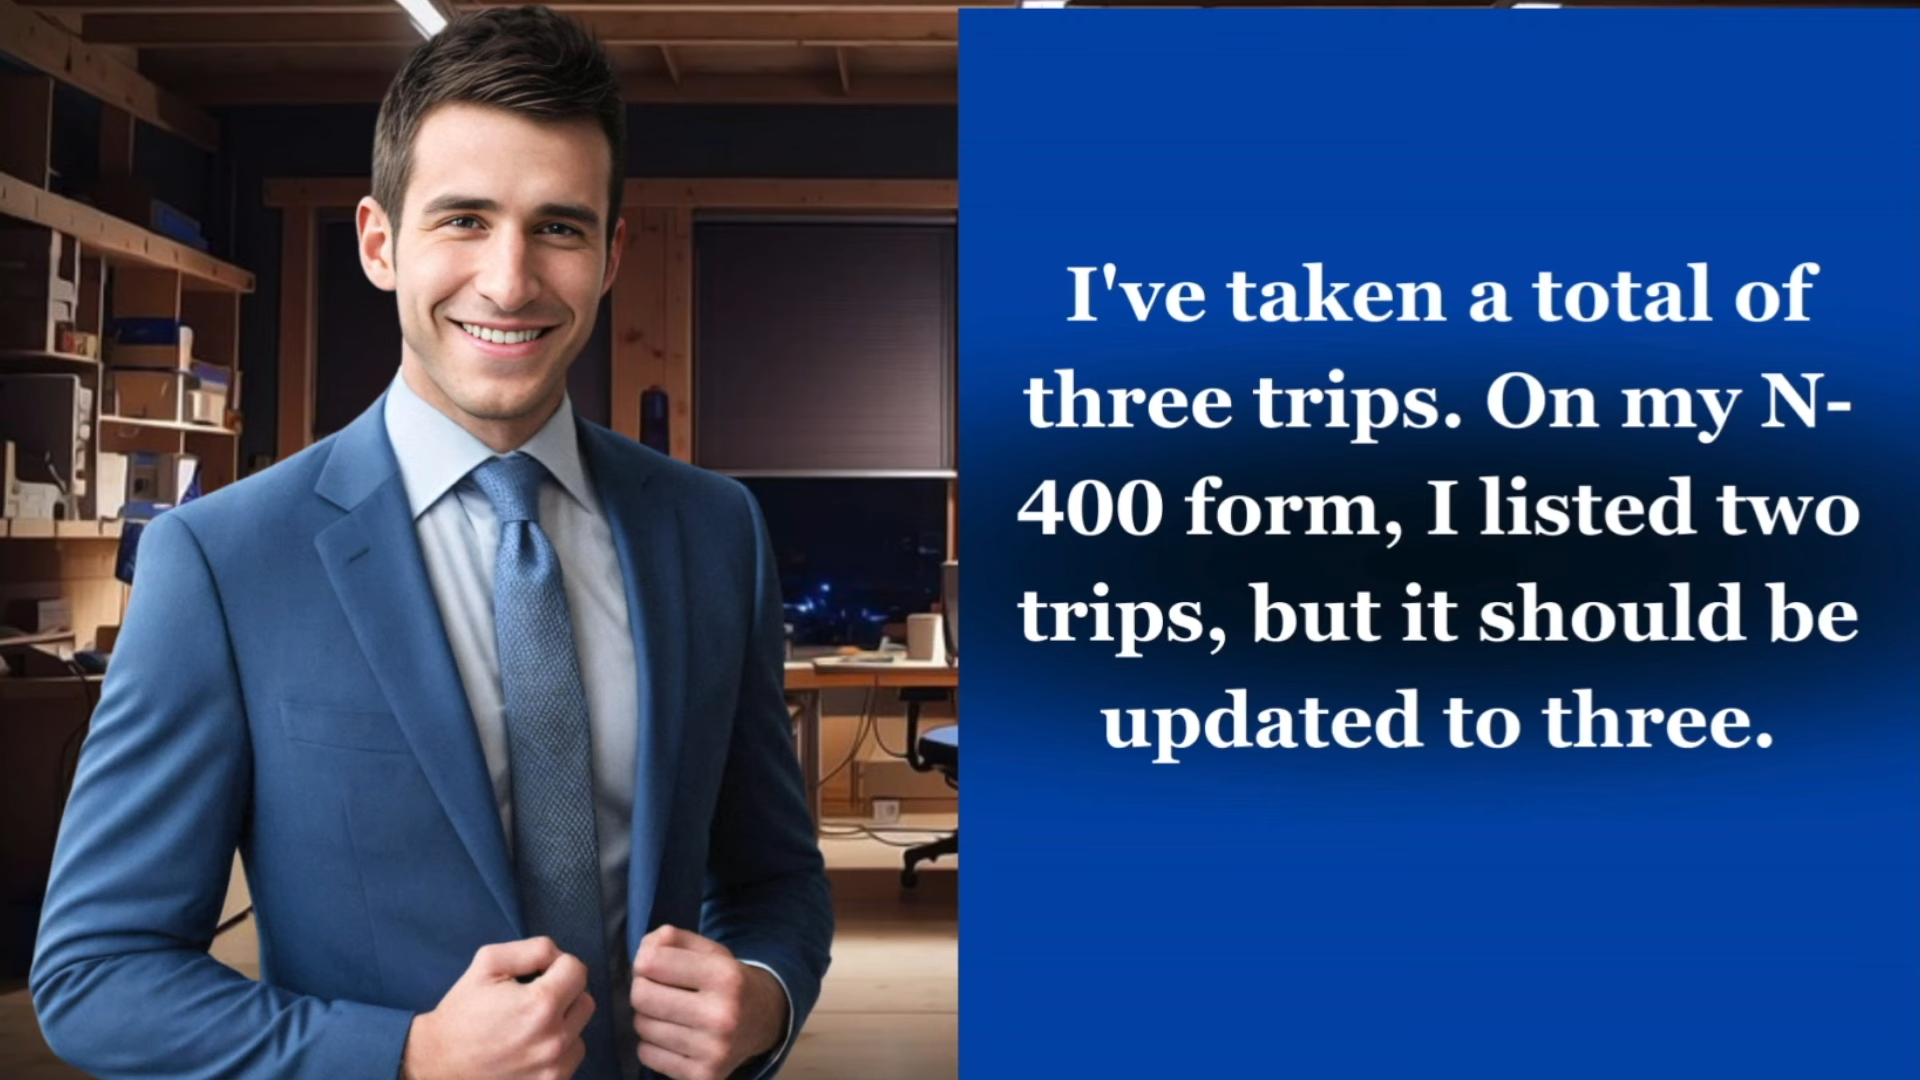 I've taken a total of
three trips. On my N-
400 form, I listed two
trips, but it should be
updated to three.